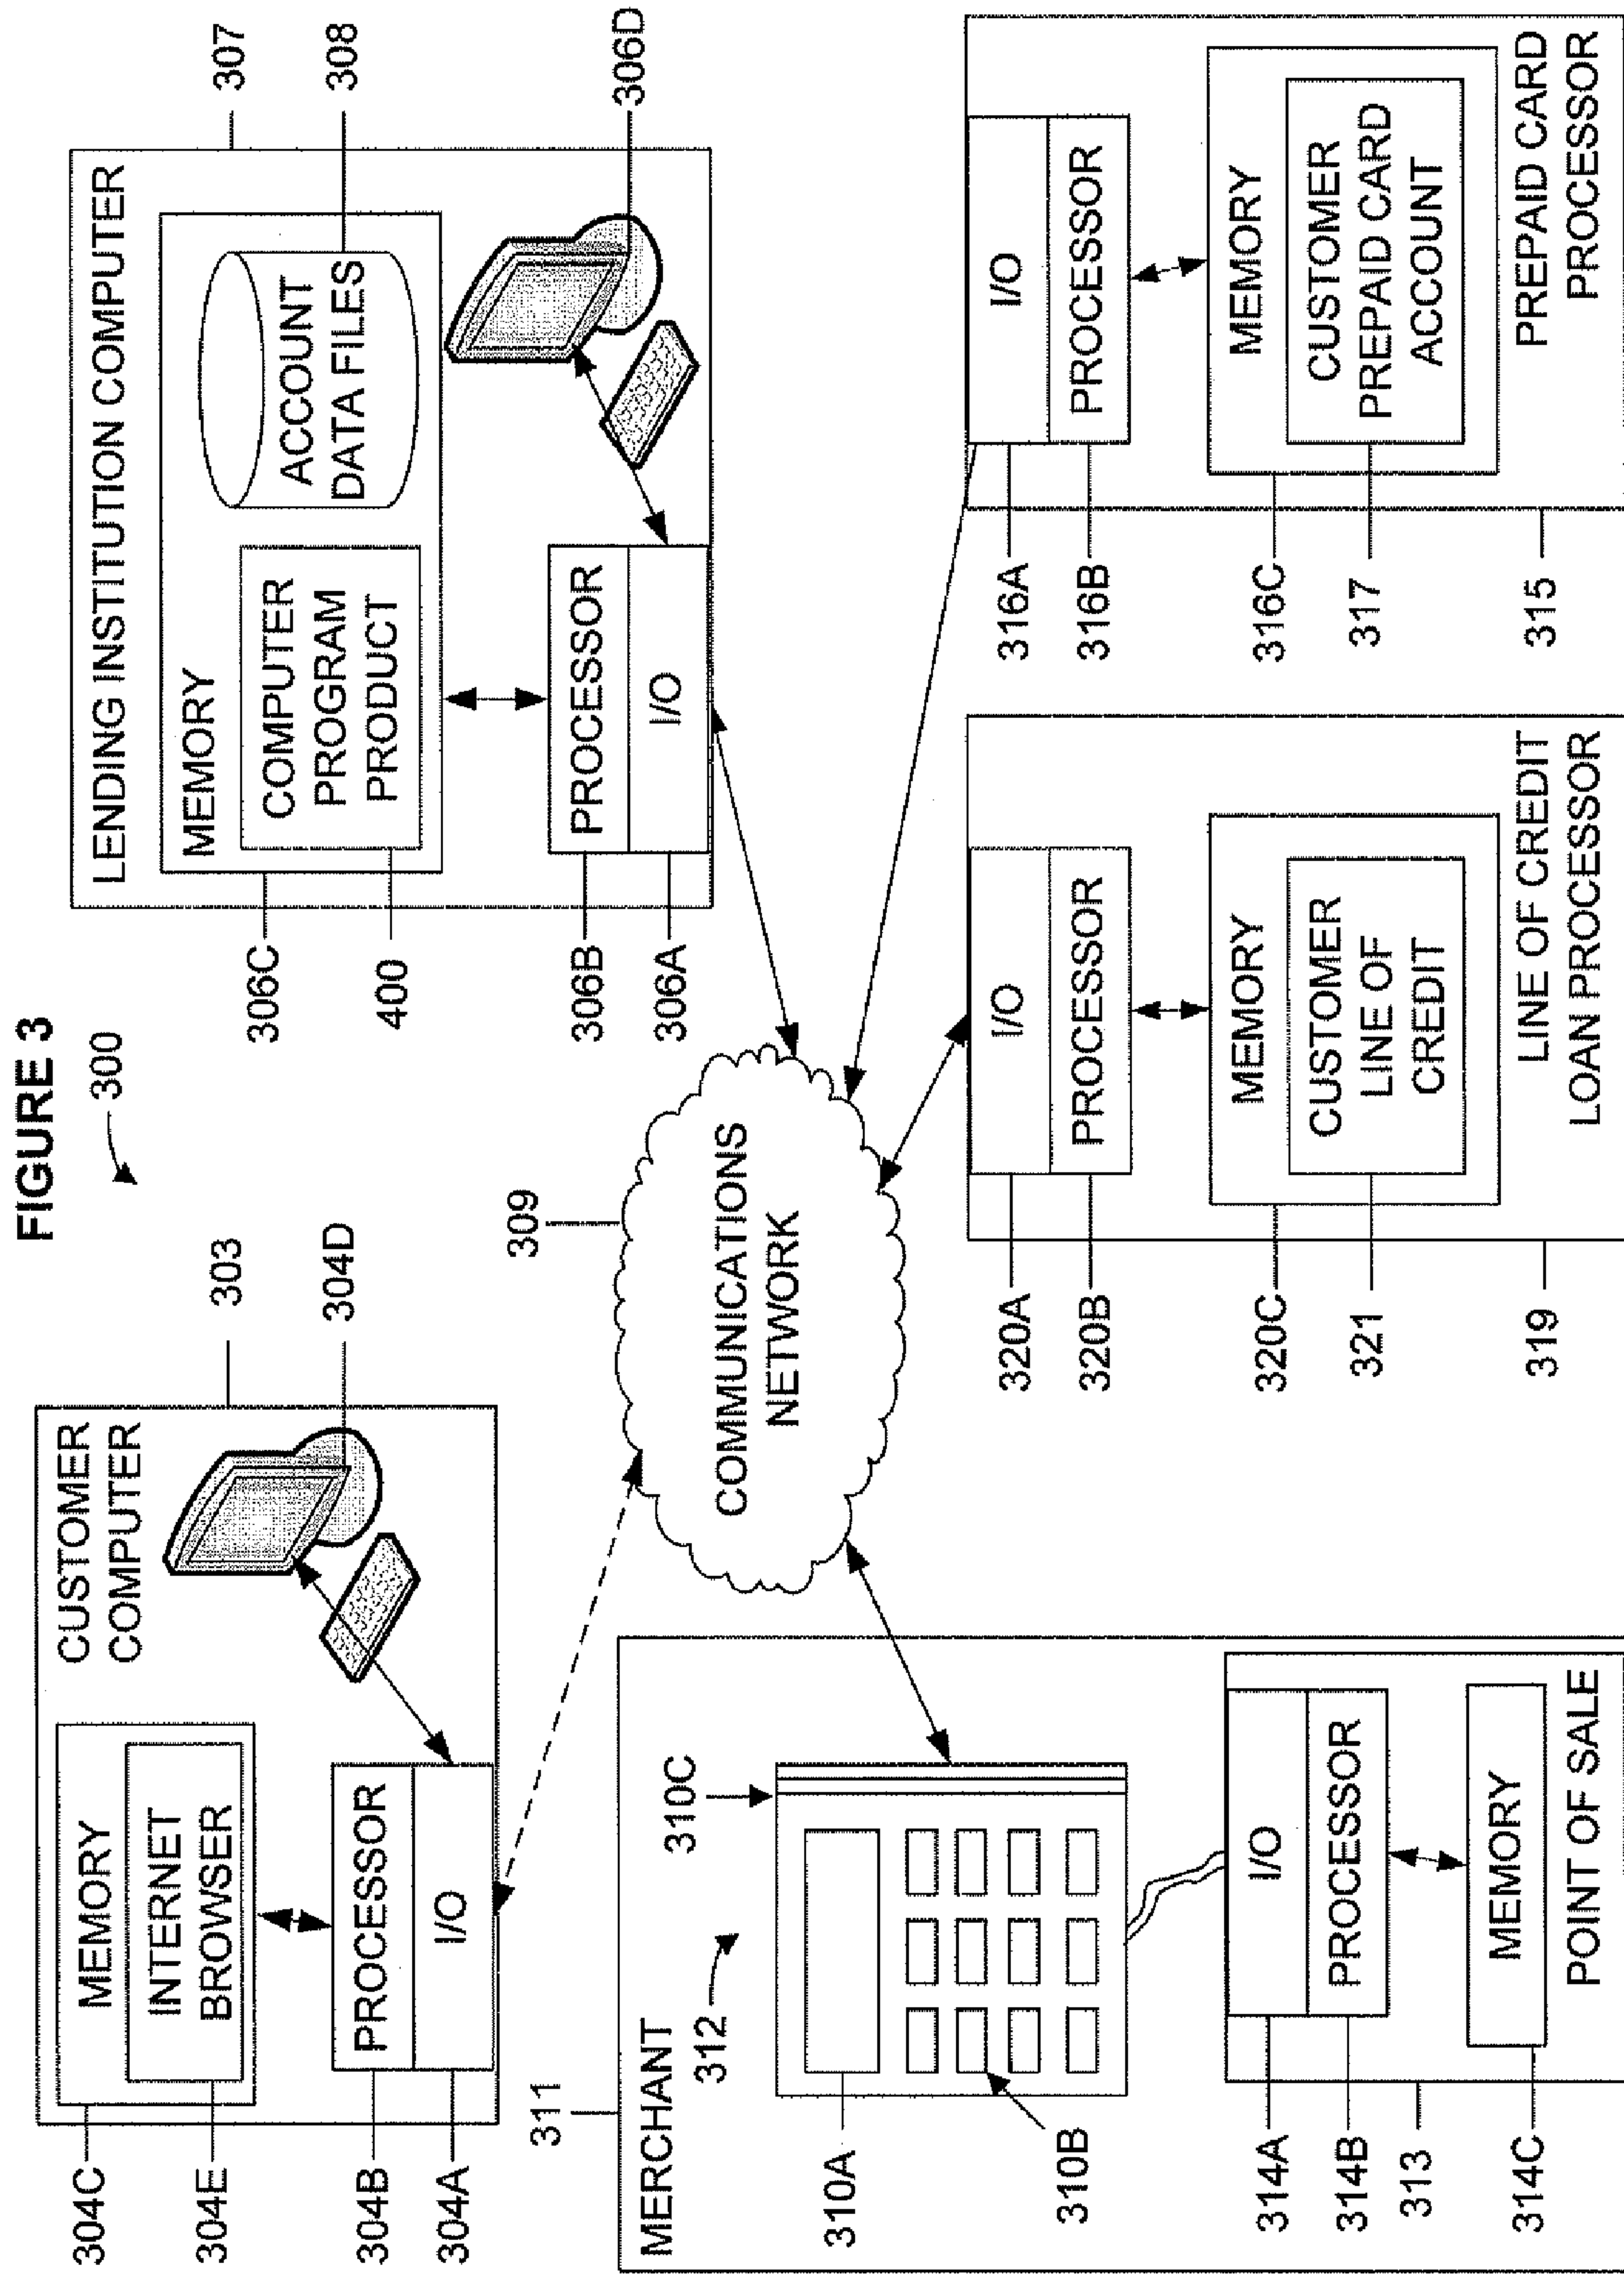 FIGURE 3
300
CUSTOMER
COMPUTER
303
304D
MEMORY
INTERNET
BROWSER
PROCESSOR
I/O
304C
304E
304B
304A
LENDING INSTITUTION COMPUTER
307
308
306D
MEMORY
COMPUTER
PROGRAM
PRODUCT
ACCOUNT
DATA FILES
PROCESSOR
I/O
306C
400
306B
306A
309
COMMUNICATIONS
NETWORK
311
MERCHANT
312
310C
310A
310B
I/O
PROCESSOR
MEMORY
POINT OF SALE
314A
314B
313
314C
I/O
PROCESSOR
MEMORY
CUSTOMER
LINE OF
CREDIT
LINE OF CREDIT
LOAN PROCESSOR
320A
320B
320C
321
319
I/O
PROCESSOR
MEMORY
CUSTOMER
PREPAID CARD
ACCOUNT
PREPAID CARD
PROCESSOR
316A
316B
316C
317
315